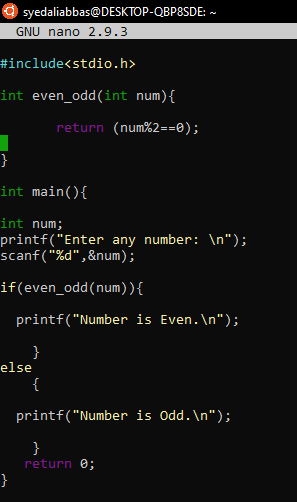 syedaliabbas@DESKTOP-QBP8SDE: ~
GNU nano 2.9.3
#include<stdio.h>
int even_odd(int num){
return (num%2==0);
}
int main(){
int num;
printf("Enter any number: \n");
scanf("%d",&num);
if(even_odd(num)){
printf("Number is Even.\n");
}
else
{
printf("Number is Odd.\n");
}
return 0;
}